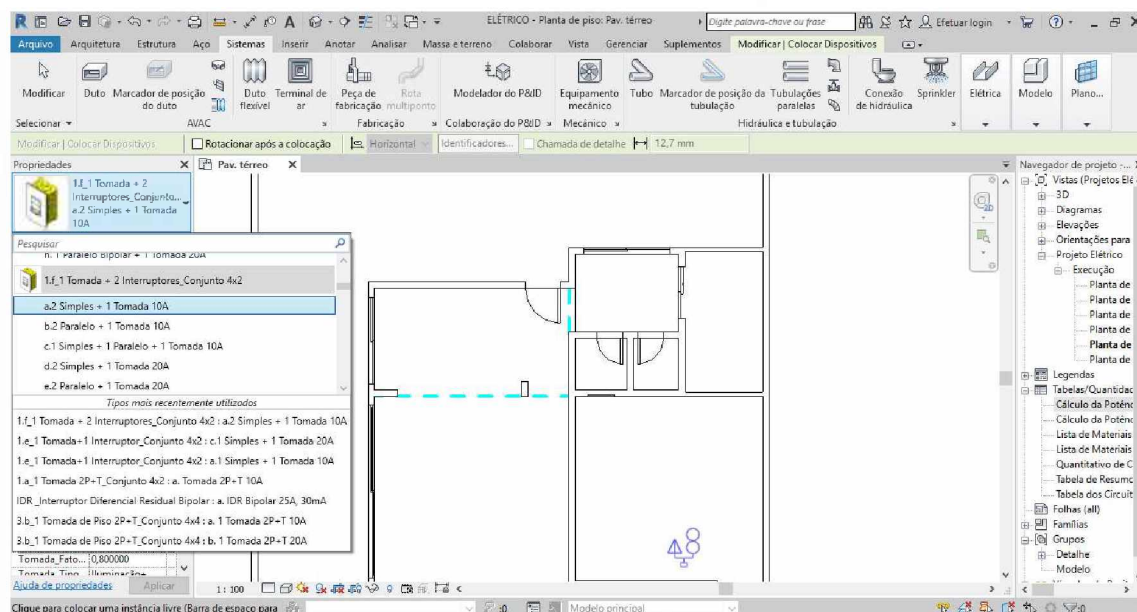 ELÉTRICO - Planta de piso: Pav. térreo
Digite palavra-chave ou frase
Efetuar login
Arquivo Arquitetura Estrutura Aço Sistemas Inserir Anotar Analisar Massa e terreno Colaborar Vista Gerenciar Suplementos Modificar | Colocar Dispositivos
Modificar
Duto
Marcador de posição do duto
Duto flexível
Terminal de ar
Peça de fabricação
Rota multiponto
Modelador do P&ID
Equipamento mecânico
Tubo
Marcador de posição da tubulação
Tubulações paralelas
Conexão de hidráulica
Sprinkler
Elétrica
Modelo
Plano...
Selecionar
AVAC
Fabricação
Colaboração do P&ID
Mecânico
Hidráulica e tubulação
Modificar | Colocar Dispositivos
Rotacionar após a colocação
Horizontal
Identificadores...
Chamada de detalhe
12,7 mm
Propriedades
Pav. térreo
Navegador de projeto -...
1.f_1 Tomada + 2
Interruptores_Conjunto...
a.2 Simples + 1 Tomada
10A
Pesquisar
h. 1 Paralelo Bipolar + 1 Tomada 20A
1.f_1 Tomada + 2 Interruptores_Conjunto 4x2
a.2 Simples + 1 Tomada 10A
b.2 Paralelo + 1 Tomada 10A
c.1 Simples + 1 Paralelo + 1 Tomada 10A
d.2 Simples + 1 Tomada 20A
e.2 Paralelo + 1 Tomada 20A
Tipos mais recentemente utilizados
1.f_1 Tomada + 2 Interruptores_Conjunto 4x2 : a.2 Simples + 1 Tomada 10A
1.e_1 Tomada+1 Interruptor_Conjunto 4x2 : c.1 Simples + 1 Tomada 20A
1.e_1 Tomada+1 Interruptor_Conjunto 4x2 : a.1 Simples + 1 Tomada 10A
1.a_1 Tomada 2P+T_Conjunto 4x2 : a. Tomada 2P+T 10A
IDR _Interruptor Diferencial Residual Bipolar : a. IDR Bipolar 25A, 30mA
3.b_1 Tomada de Piso 2P+T_Conjunto 4x4 : a. 1 Tomada 2P+T 10A
3.b_1 Tomada de Piso 2P+T_Conjunto 4x4 : b. 1 Tomada 2P+T 20A
Tomada_Fato... 0,800000
Ajuda de propriedades
Aplicar
Vistas (Projetos Elé
3D
Diagramas
Elevações
Orientações para
Projeto Elétrico
Execução
Planta de
Planta de
Planta de
Planta de
Planta de
Planta de
Legendas
Tabelas/Quantidad
Cálculo da Potênc
Cálculo da Potênc
Lista de Materiais
Lista de Materiais
Quantitativo de C
Tabela de Resumo
Tabela dos Circuit
Folhas (all)
Famílias
Grupos
Detalhe
Modelo
1 : 100
Clique para colocar uma instância livre (Barra de espaço para
:0
Modelo principal
:0